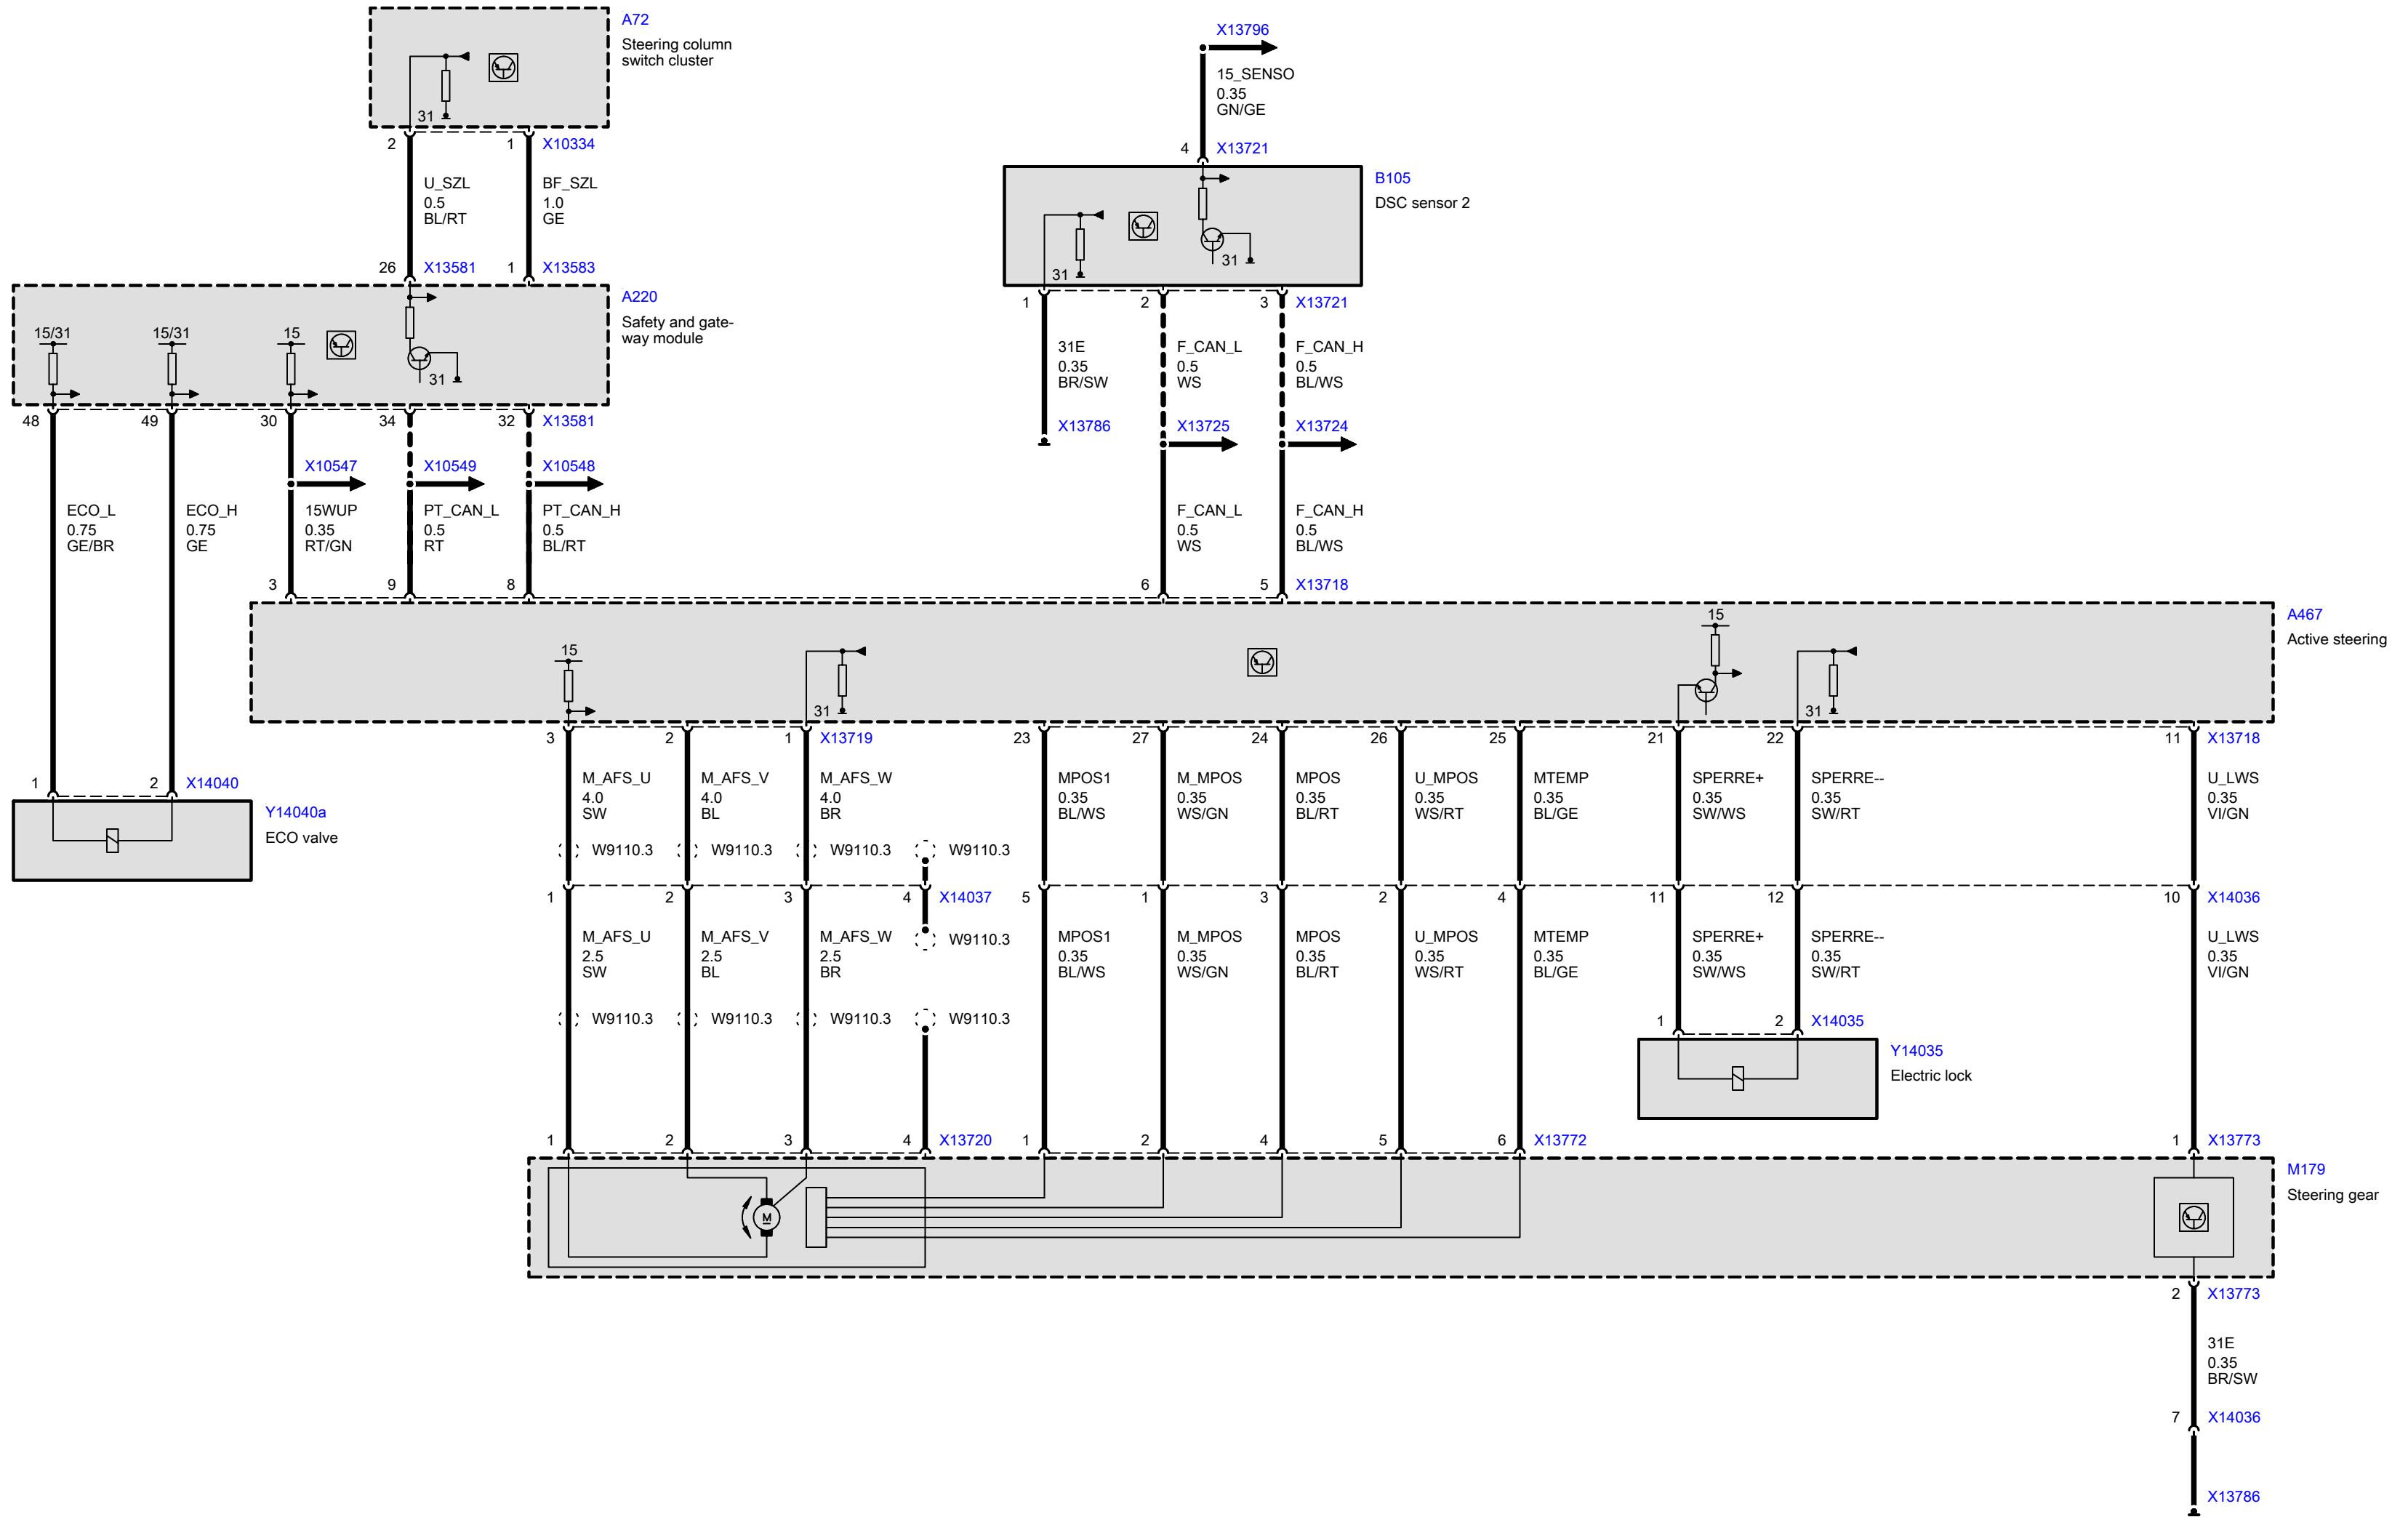 A72
Steering column
switch cluster
31
2
1
X10334
U_SZL
0.5
BL/RT
BF_SZL
1.0
GE
26
X13581
1
X13583
A220
Safety and gate-
way module
15/31
15/31
15
31
48
49
30
34
32
X13581
X10547
X10549
X10548
ECO_L
0.75
GE/BR
ECO_H
0.75
GE
15WUP
0.35
RT/GN
PT_CAN_L
0.5
RT
PT_CAN_H
0.5
BL/RT
X13796
15_SENSO
0.35
GN/GE
4
X13721
B105
DSC sensor 2
31
31
1
2
3
X13721
31E
0.35
BR/SW
F_CAN_L
0.5
WS
F_CAN_H
0.5
BL/WS
X13786
X13725
X13724
F_CAN_L
0.5
WS
F_CAN_H
0.5
BL/WS
3
9
8
6
5
X13718
A467
Active steering
15
31
15
31
3
2
1
X13719
23
27
24
26
25
21
22
11
X13718
1
2
X14040
Y14040a
ECO valve
M_AFS_U
4.0
SW
M_AFS_V
4.0
BL
M_AFS_W
4.0
BR
MPOS1
0.35
BL/WS
M_MPOS
0.35
WS/GN
MPOS
0.35
BL/RT
U_MPOS
0.35
WS/RT
MTEMP
0.35
BL/GE
SPERRE+
0.35
SW/WS
SPERRE--
0.35
SW/RT
U_LWS
0.35
VI/GN
W9110.3
W9110.3
W9110.3
W9110.3
1
2
3
4
X14037
5
1
3
2
4
11
12
10
X14036
M_AFS_U
2.5
SW
M_AFS_V
2.5
BL
M_AFS_W
2.5
BR
W9110.3
MPOS1
0.35
BL/WS
M_MPOS
0.35
WS/GN
MPOS
0.35
BL/RT
U_MPOS
0.35
WS/RT
MTEMP
0.35
BL/GE
SPERRE+
0.35
SW/WS
SPERRE--
0.35
SW/RT
U_LWS
0.35
VI/GN
W9110.3
W9110.3
W9110.3
W9110.3
1
2
X14035
Y14035
Electric lock
1
2
3
4
X13720
1
2
4
5
6
X13772
1
X13773
M179
Steering gear
M
2
X13773
31E
0.35
BR/SW
7
X14036
X13786